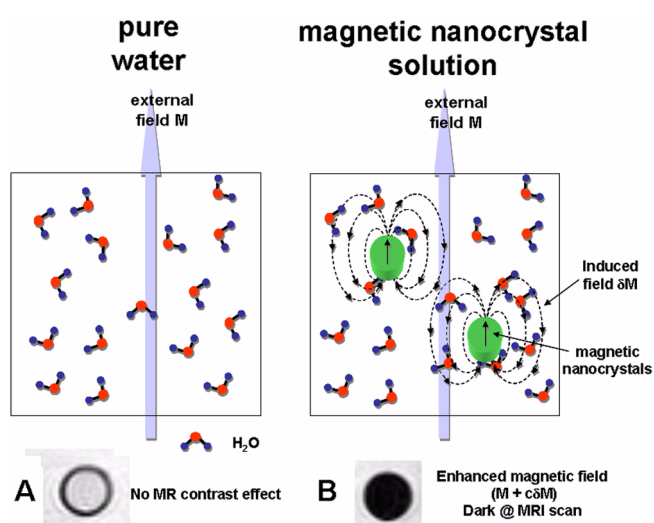 pure
water
magnetic nanocrystal
solution
external
field M
external
field M
Induced
field δM
magnetic
nanocrystals
H₂O
A
No MR contrast effect
B
Enhanced magnetic field
(M + cδM)
Dark @ MRI scan